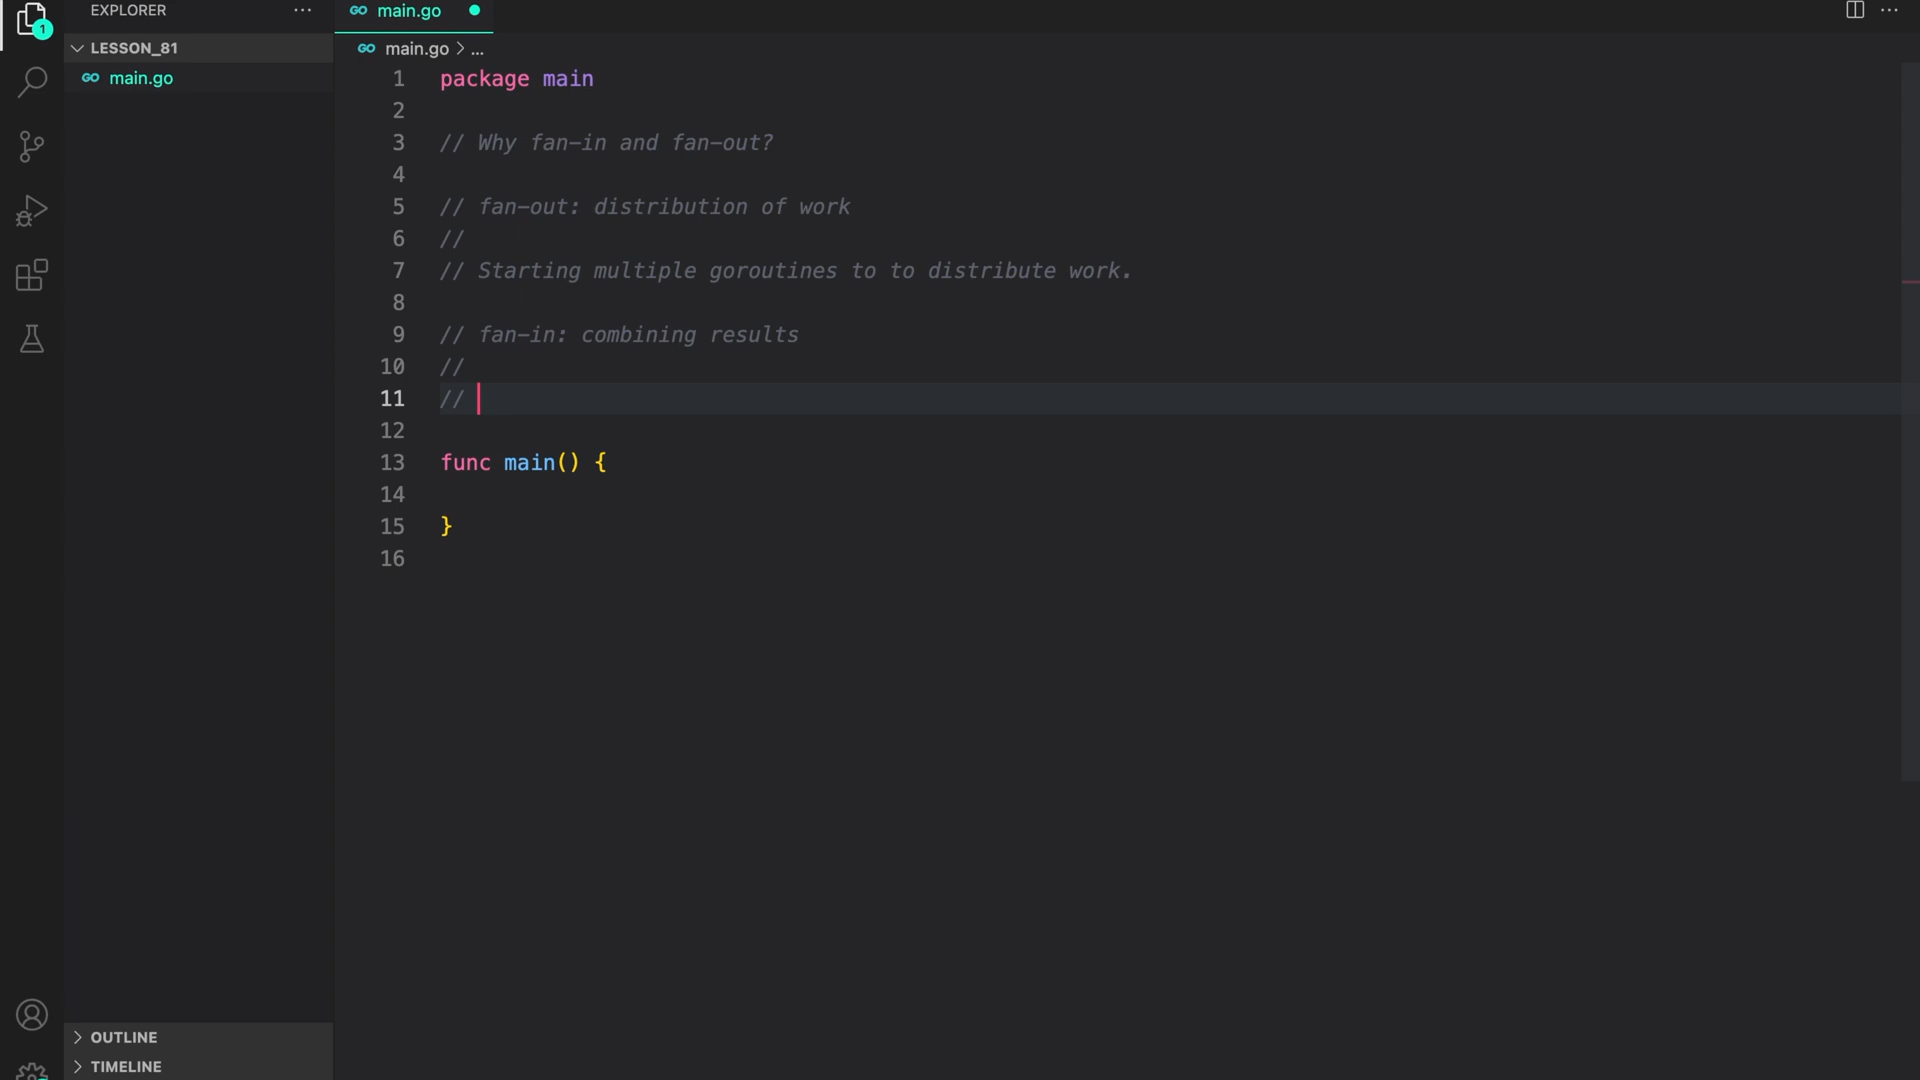 EXPLORER ...
main.go
1
LESSON_81
main.go > ...
main.go
1 package main
2
3 // Why fan-in and fan-out?
4
5 // fan-out: distribution of work
6 //
7 // Starting multiple goroutines to to distribute work.
8
9 // fan-in: combining results
10 //
11 //
12
13 func main() {
14
15 }
16
OUTLINE
TIMELINE